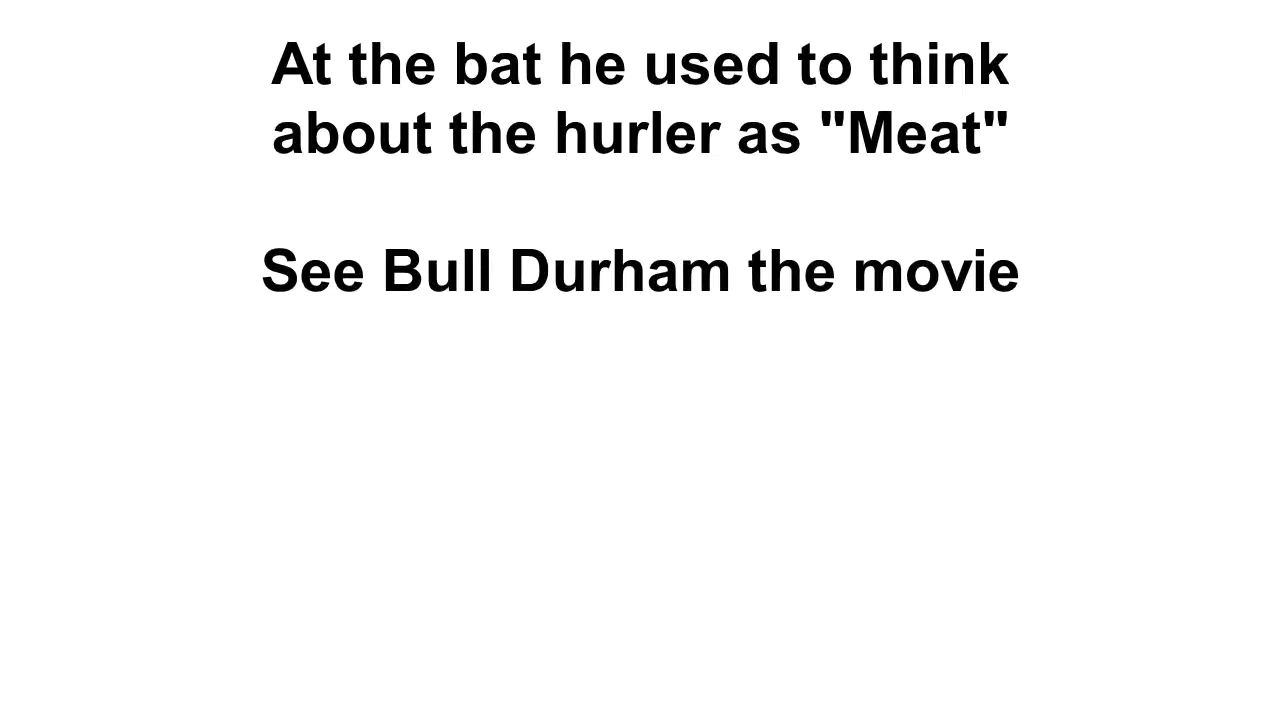 At the bat he used to think
about the hurler as "Meat"
See Bull Durham the movie